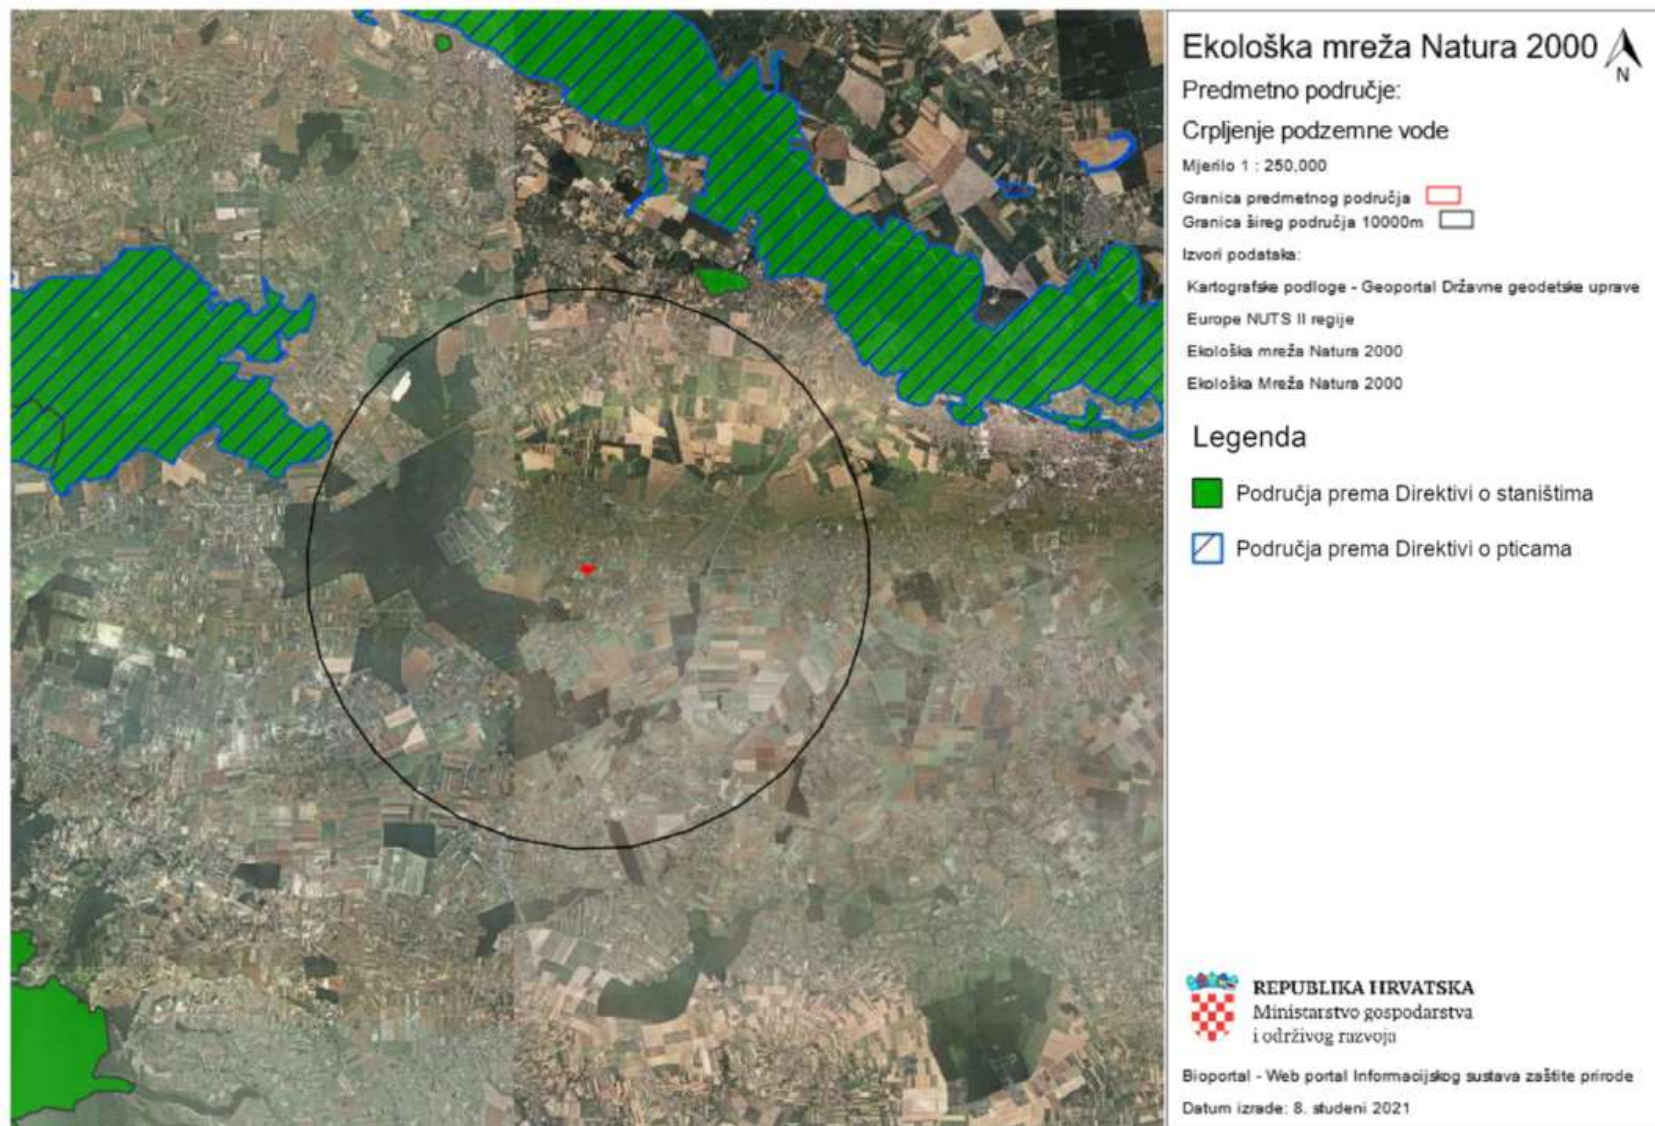 Ekološka mreža Natura 2000
N
Predmetno područje:
Crpljenje podzemne vode
Mjerilo 1 : 250,000
Granica predmetnog područja
Granica šireg područja 10000m
Izvori podataka:
Kartografske podloge - Geoportal Državne geodetske uprave
Europe NUTS II regije
Ekološka mreža Natura 2000
Ekološka Mreža Natura 2000
Legenda
Područja prema Direktivi o staništima
Područja prema Direktivi o pticama
REPUBLIKA HRVATSKA
Ministarstvo gospodarstva
i održivog razvoja
Bioportal - Web portal Informacijskog sustava zaštite prirode
Datum izrade: 8. studeni 2021